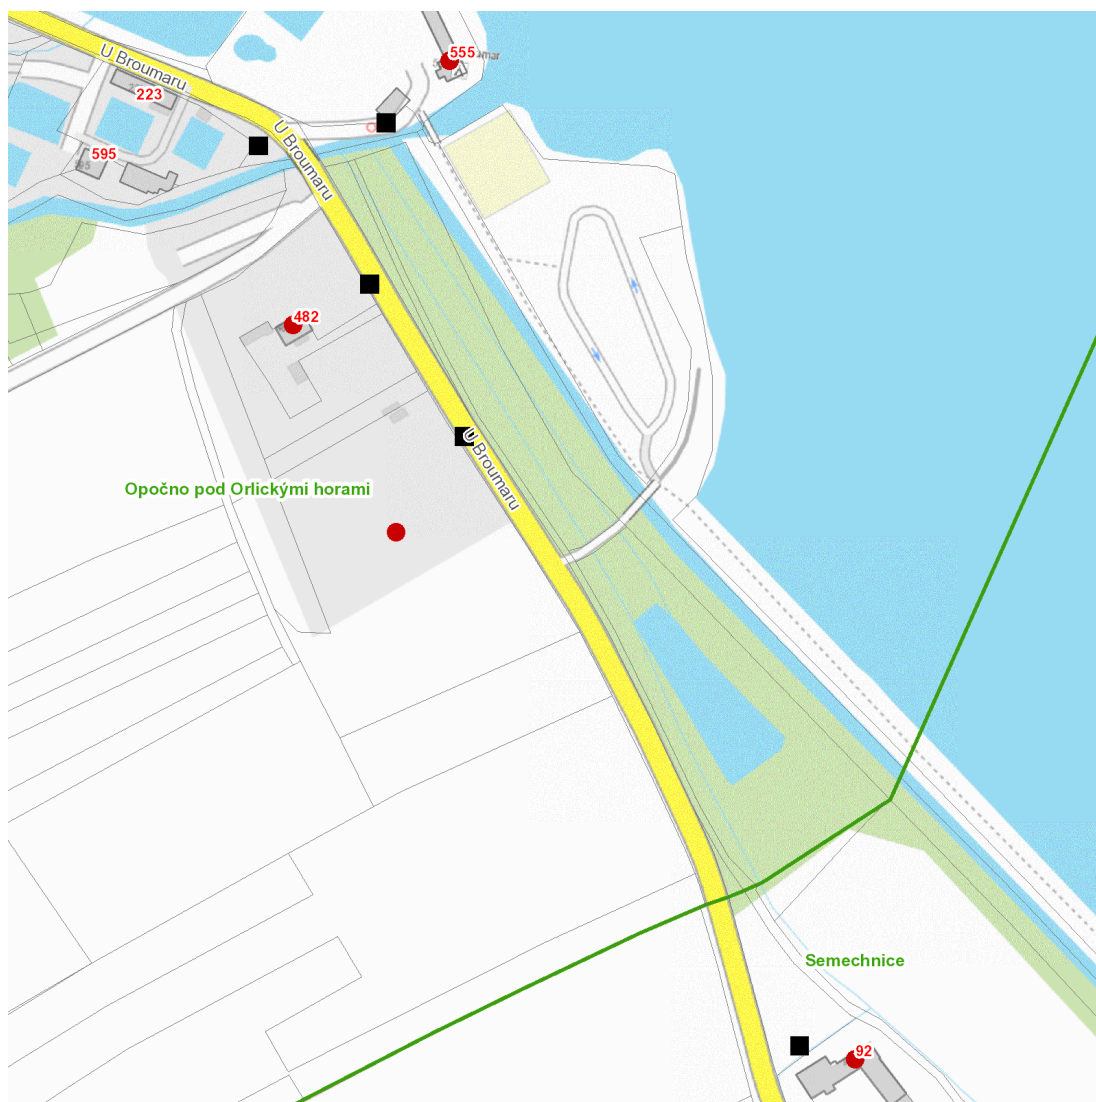 U Broumaru
555
223
U Broumaru
595
482
U Broumaru
Opočno pod Orlickými horami
Semechnice
92